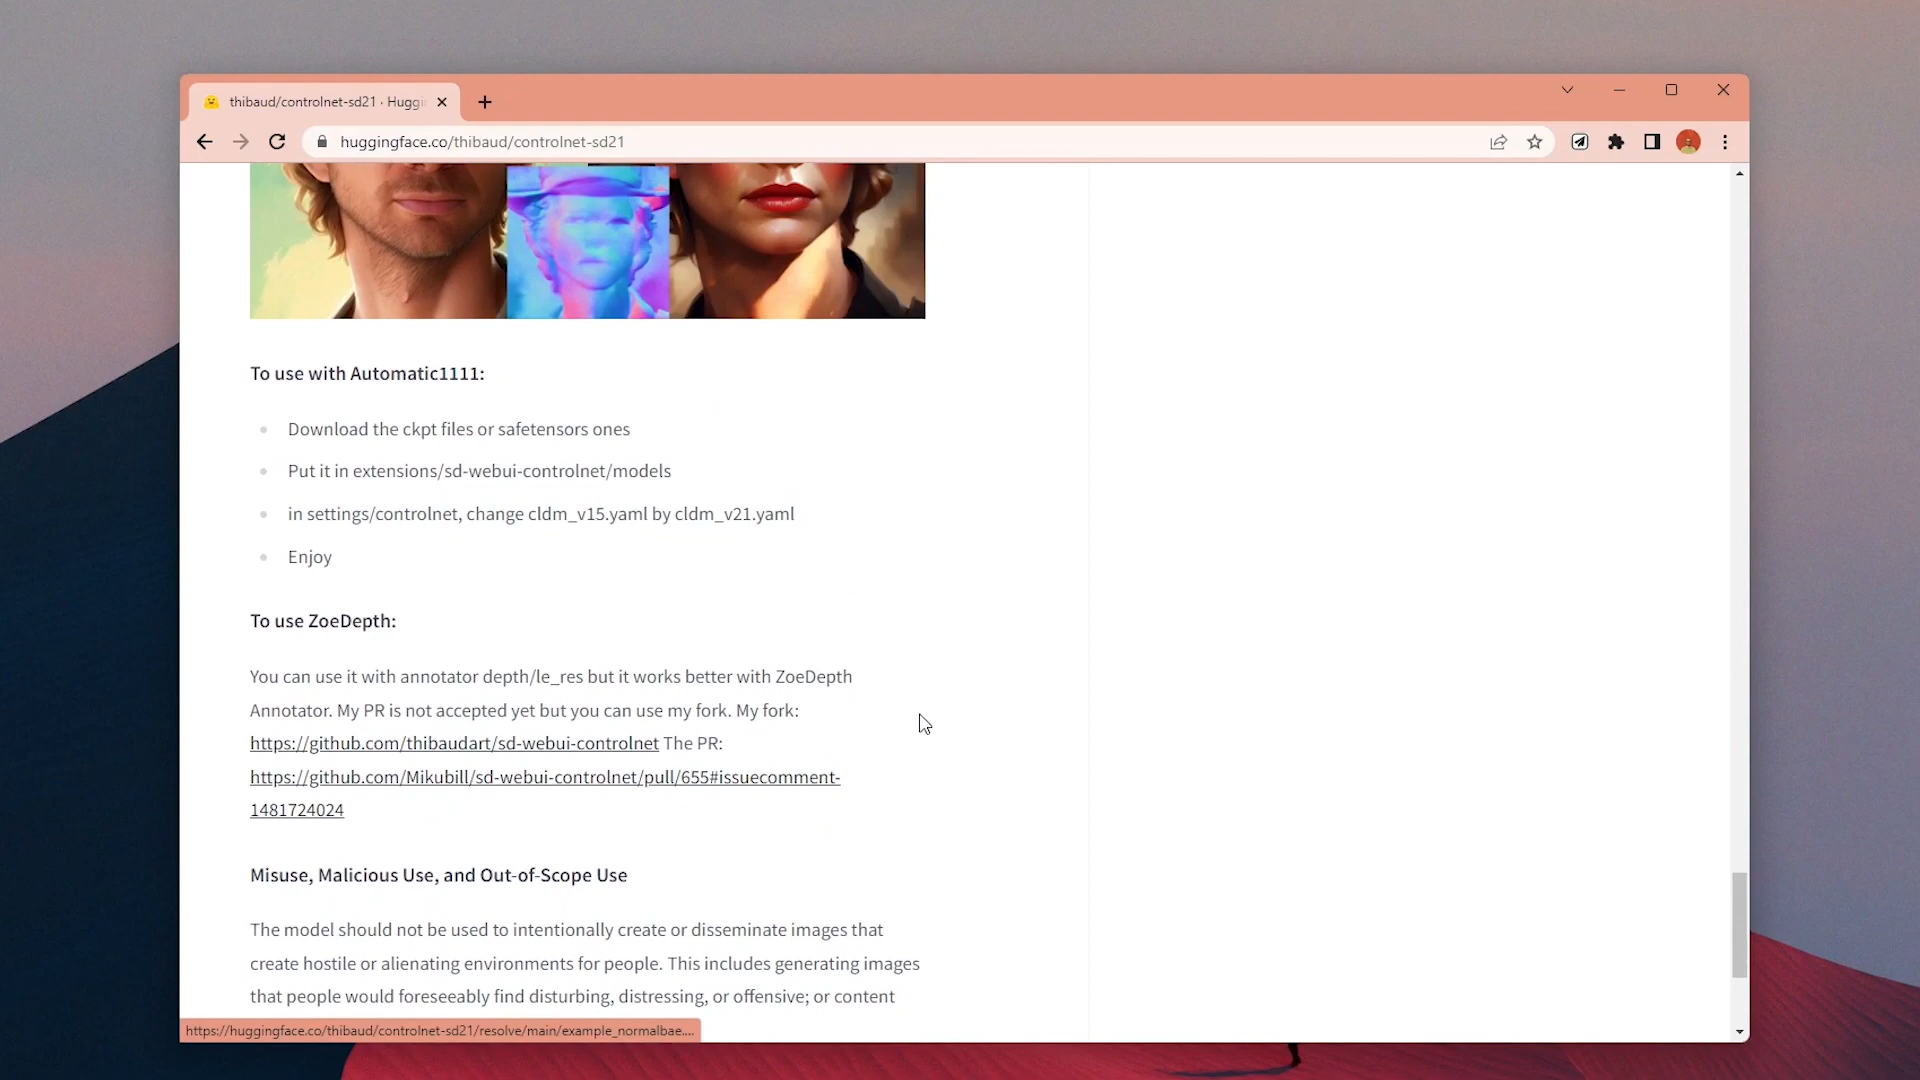 thibaud/controlnet-sd21 · Huggi
huggingface.co/thibaud/controlnet-sd21
To use with Automatic1111:
Download the ckpt files or safetensors ones
Put it in extensions/sd-webui-controlnet/models
in settings/controlnet, change cldm_v15.yaml by cldm_v21.yaml
Enjoy
To use ZoeDepth:
You can use it with annotator depth/le_res but it works better with ZoeDepth
Annotator. My PR is not accepted yet but you can use my fork. My fork:
https://github.com/thibaudart/sd-webui-controlnet The PR:
https://github.com/Mikubill/sd-webui-controlnet/pull/655#issuecomment-
1481724024
Misuse, Malicious Use, and Out-of-Scope Use
The model should not be used to intentionally create or disseminate images that
create hostile or alienating environments for people. This includes generating images
that people would foreseeably find disturbing, distressing, or offensive; or content
https://huggingface.co/thibaud/controlnet-sd21/resolve/main/example_normalbae....